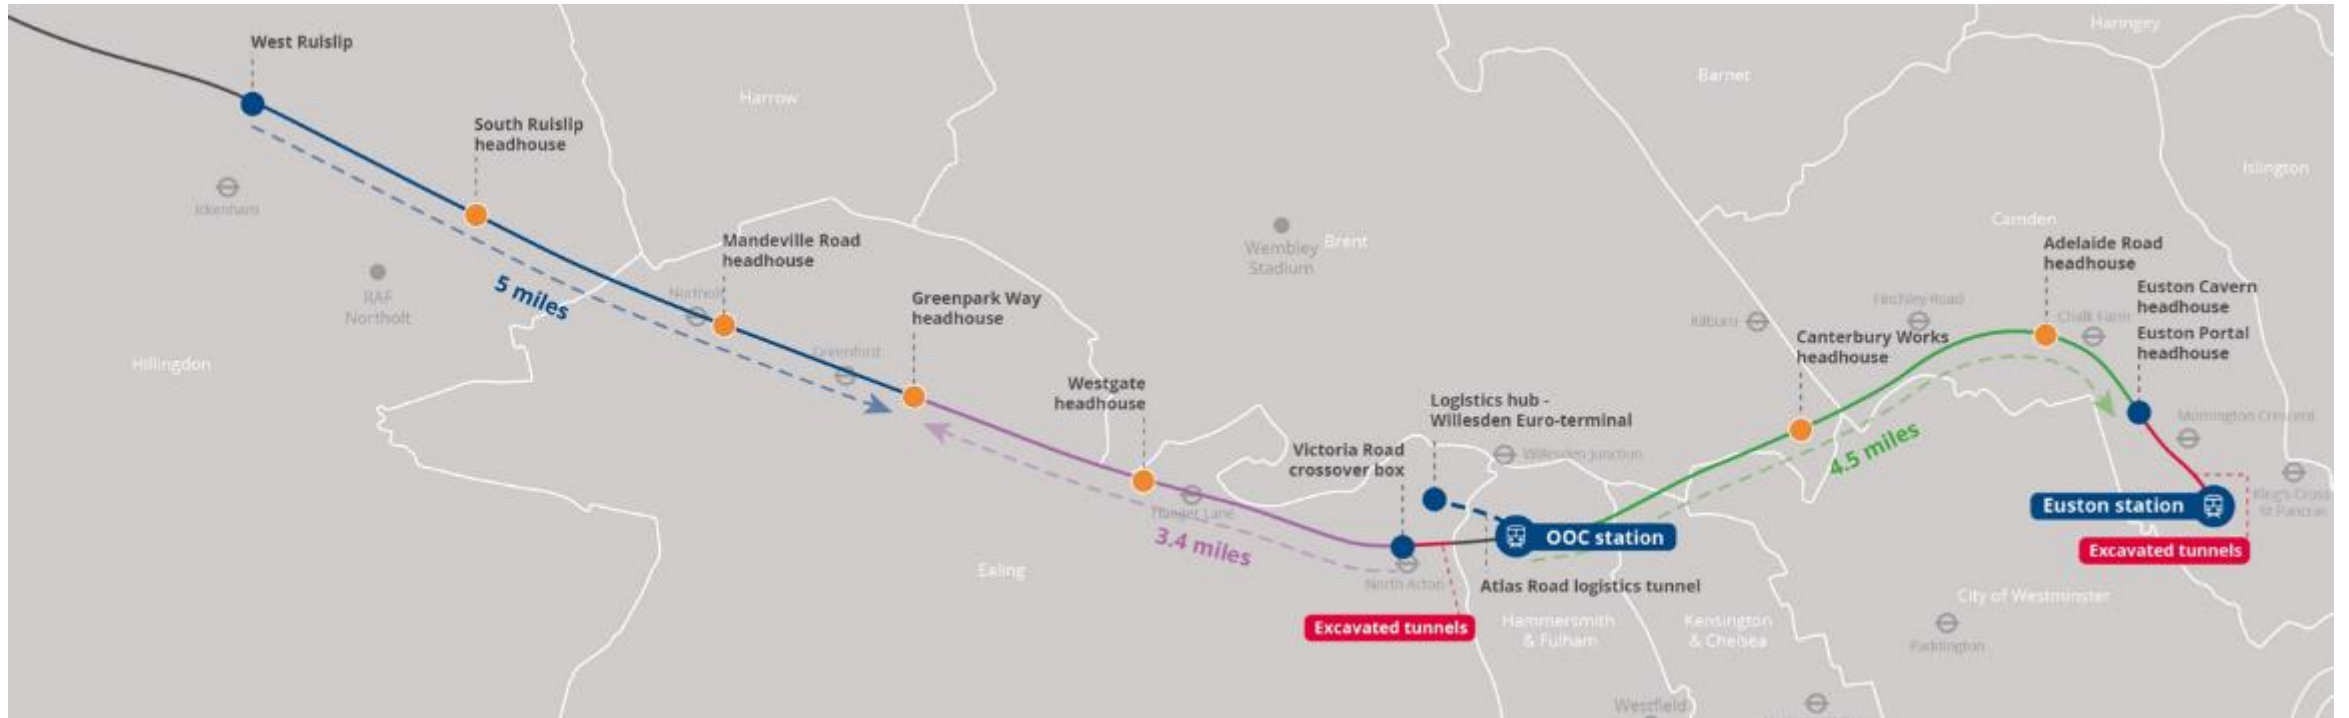 West Ruislip
South Ruislip
headhouse
Harrow
Haringey
Barnet
Islington
Ickenham
RAF
Northolt
5 miles
Hillingdon
Northolt
Mandeville Road
headhouse
Greenford
Greenpark Way
headhouse
Wembley
Stadium
Brent
Westgate
headhouse
Hanger Lane
3.4 miles
Ealing
Victoria Road
crossover box
North Acton
Logistics hub -
Willesden Euro-terminal
Willesden Junction
OOC station
Atlas Road logistics tunnel
Excavated tunnels
Hammersmith
& Fulham
Kensington
& Chelsea
Westfield
Kilburn
Finchley Road
Canterbury Works
headhouse
4.5 miles
Camden
Adelaide Road
headhouse
Chalk Farm
Euston Cavern
headhouse
Euston Portal
headhouse
Mornington Crescent
King's Cross
St Pancras
Euston station
Excavated tunnels
City of Westminster
Paddington